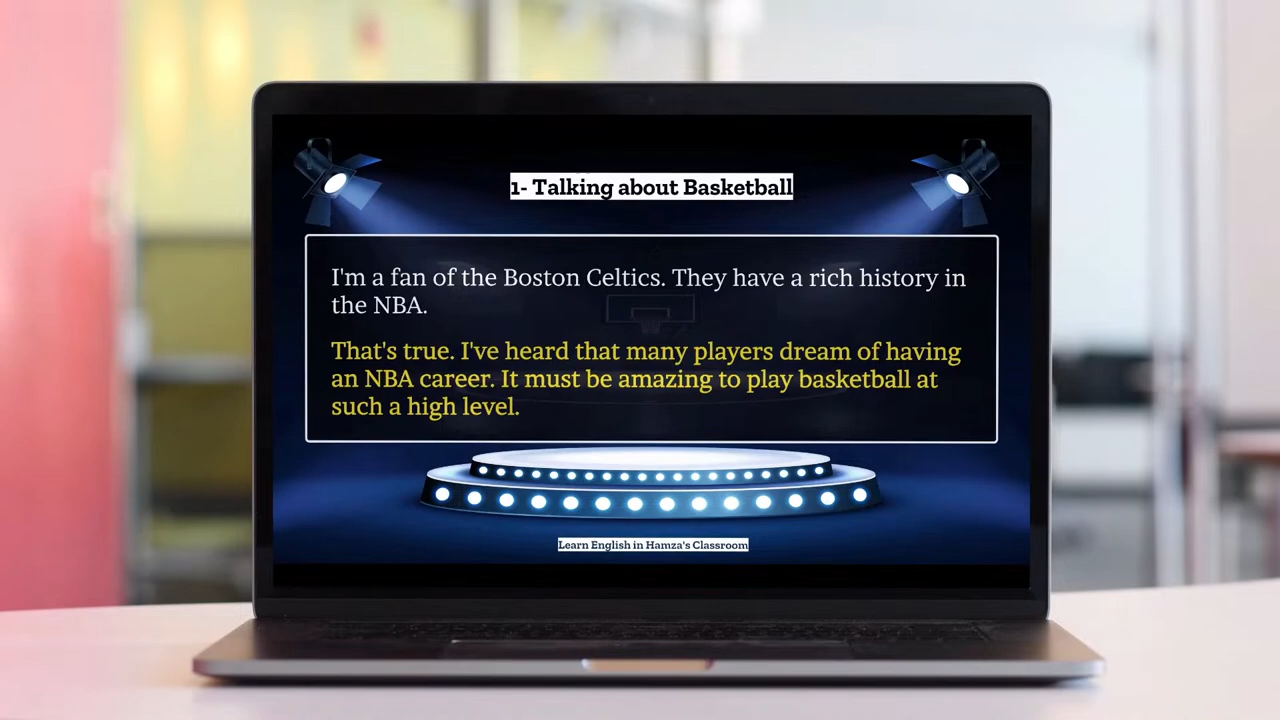 1- Talking about Basketball
I'm a fan of the Boston Celtics. They have a rich history in
the NBA.
That's true. I've heard that many players dream of having
an NBA career. It must be amazing to play basketball at
such a high level.
Learn English in Hamza's Classroom